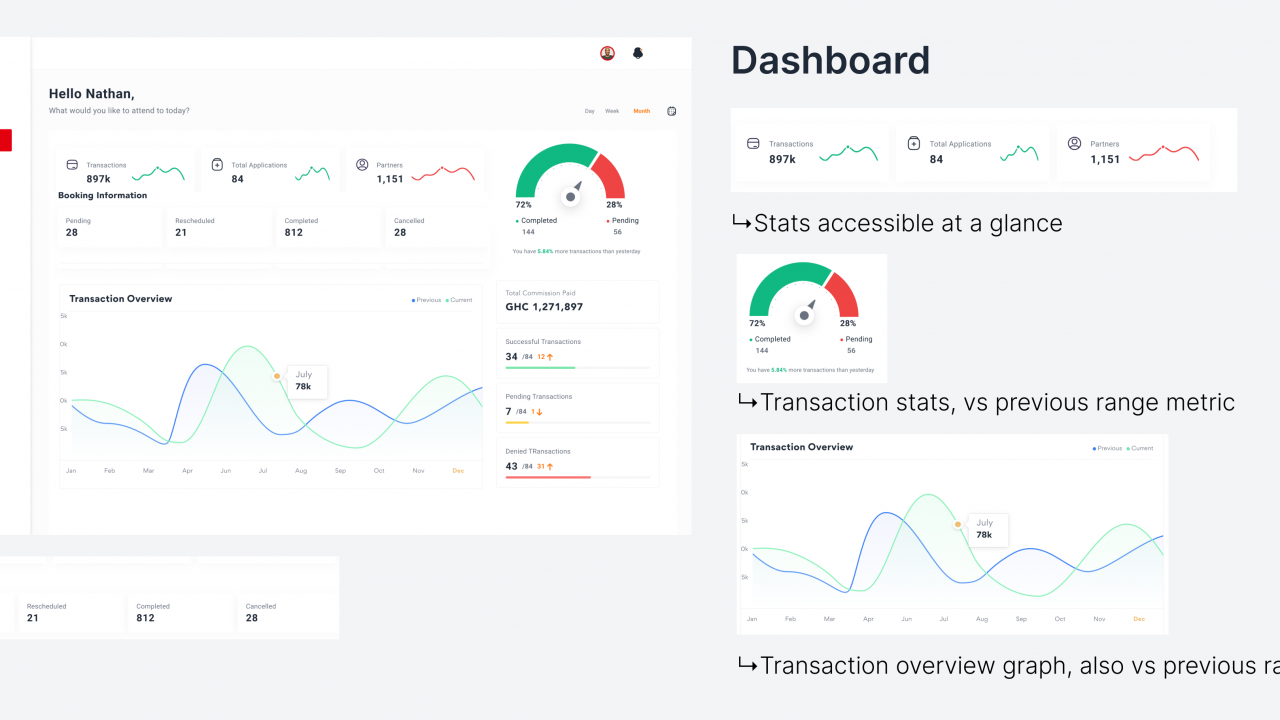 Hello Nathan,
What would you like to attend to today?
Day Week Month
Transactions
897k
Total Applications
84
Partners
1,151
Booking Information
Pending
28
Rescheduled
21
Completed
812
Cancelled
28
72% 28%
Completed Pending
144 56
You have 5.84% more transactions than yesterday
Transaction Overview
Previous Current
5k
0k
5k
0k
5k
July
78k
Jan Feb Mar Apr Jun Jul Aug Sep Oct Nov Dec
Total Commission Paid
GHC 1,271,897
Successful Transactions
34 /84 12 ↑
Pending Transactions
7 /84 1 ↓
Denied TRansactions
43 /84 31 ↑
Rescheduled
21
Completed
812
Cancelled
28
Dashboard
Transactions
897k
Total Applications
84
Partners
1,151
↳Stats accessible at a glance
72% 28%
Completed Pending
144 56
You have 5.84% more transactions than yesterday
↳Transaction stats, vs previous range metric
Transaction Overview
Previous Current
5k
0k
5k
0k
5k
July
78k
Jan Feb Mar Apr Jun Jul Aug Sep Oct Nov Dec
↳Transaction overview graph, also vs previous ra